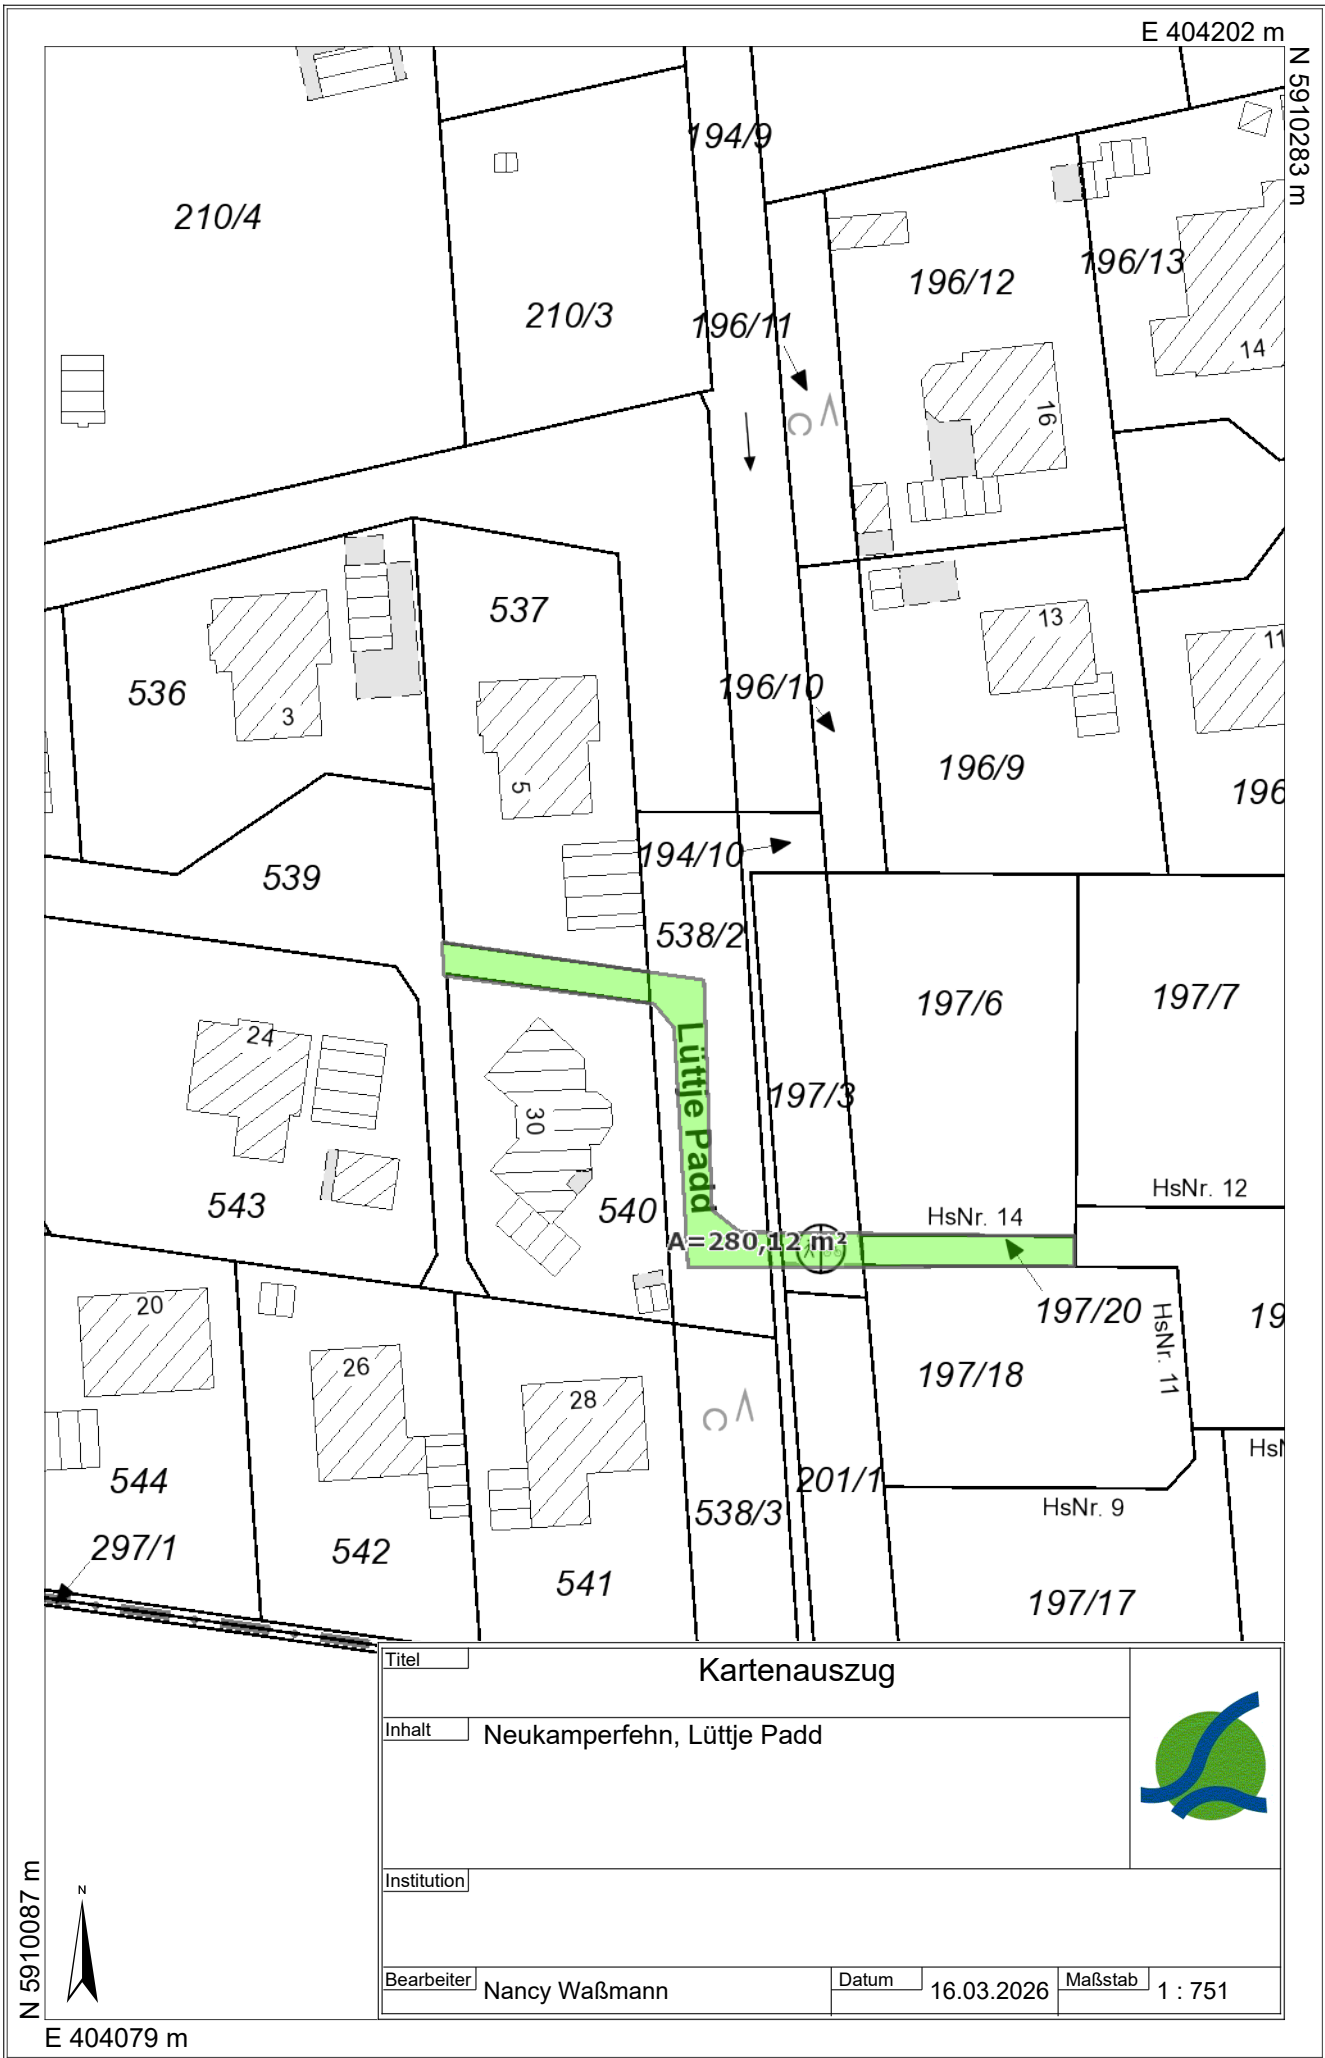 E 404202 m
N 5910283 m
194/9
210/4
196/13
196/12
210/3
196/11
14
16
537
13
11
536
196/10
3
196/9
5
196
194/10
539
538/2
197/7
197/6
24
Lüttje Padd
197/3
30
HsNr. 12
543
540
HsNr. 14
A=280,12 m²
20
197/20
19
HsNr. 11
26
197/18
28
HsN
544
201/1
HsNr. 9
538/3
297/1
542
541
197/17
Titel
Kartenauszug
Inhalt
Neukamperfehn, Lüttje Padd
Institution
N
N 5910087 m
Bearbeiter
Nancy Waßmann
Datum
16.03.2026
Maßstab
1 : 751
E 404079 m